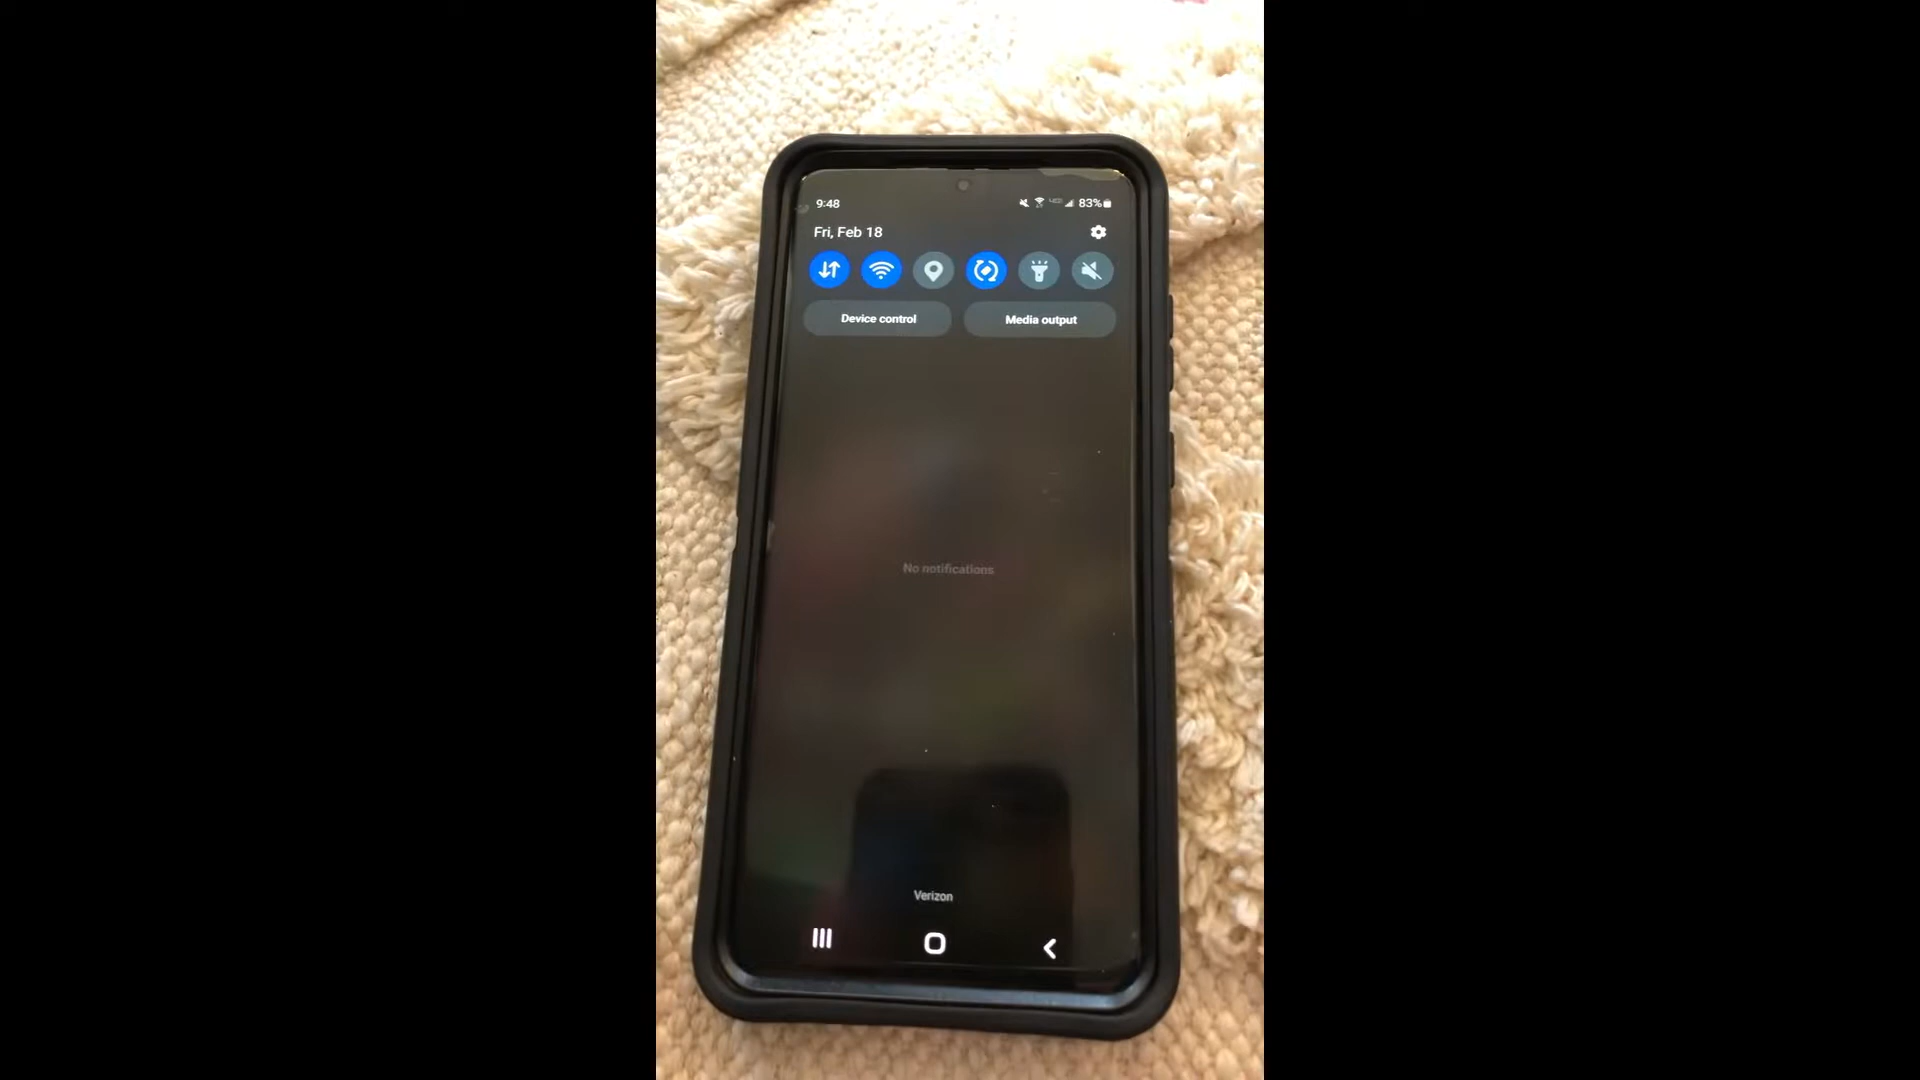 9:48
83%
Fri, Feb 18
Device control
Media output
No notifications
Verizon